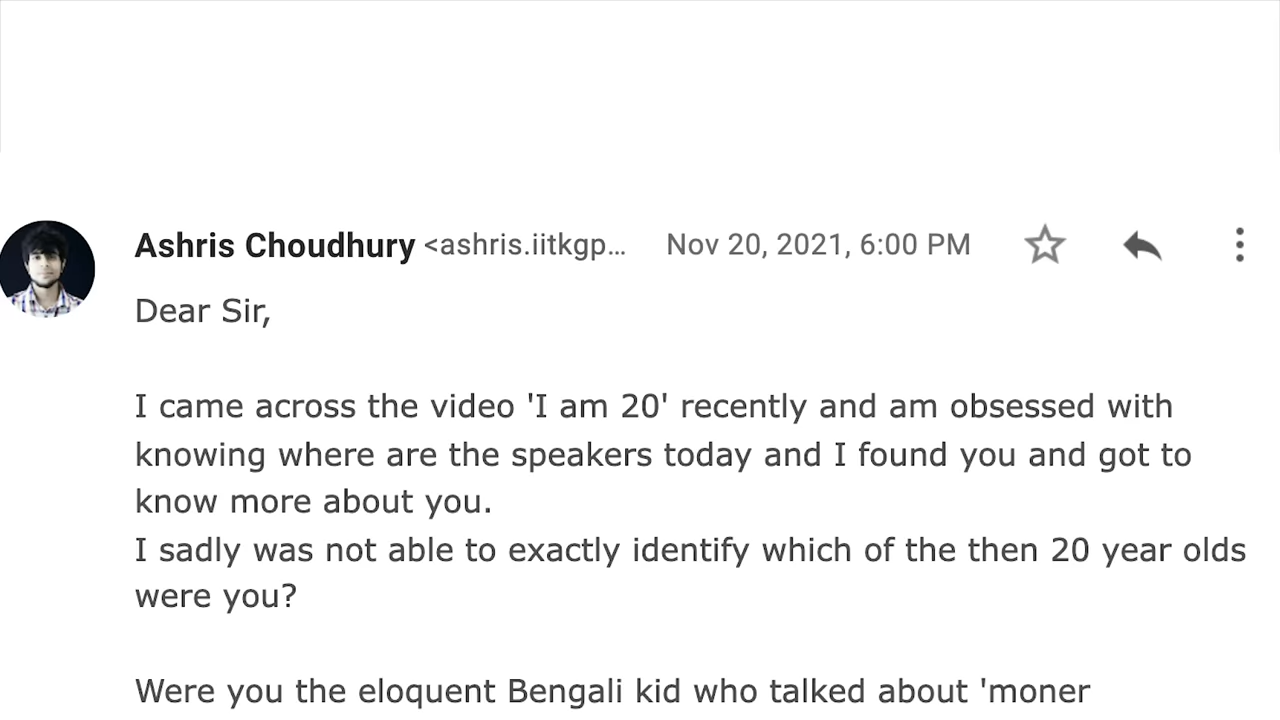 Ashris Choudhury <ashris.iitkgp... Nov 20, 2021, 6:00 PM
Dear Sir,
I came across the video 'I am 20' recently and am obsessed with
knowing where are the speakers today and I found you and got to
know more about you.
I sadly was not able to exactly identify which of the then 20 year olds
were you?
Were you the eloquent Bengali kid who talked about 'moner